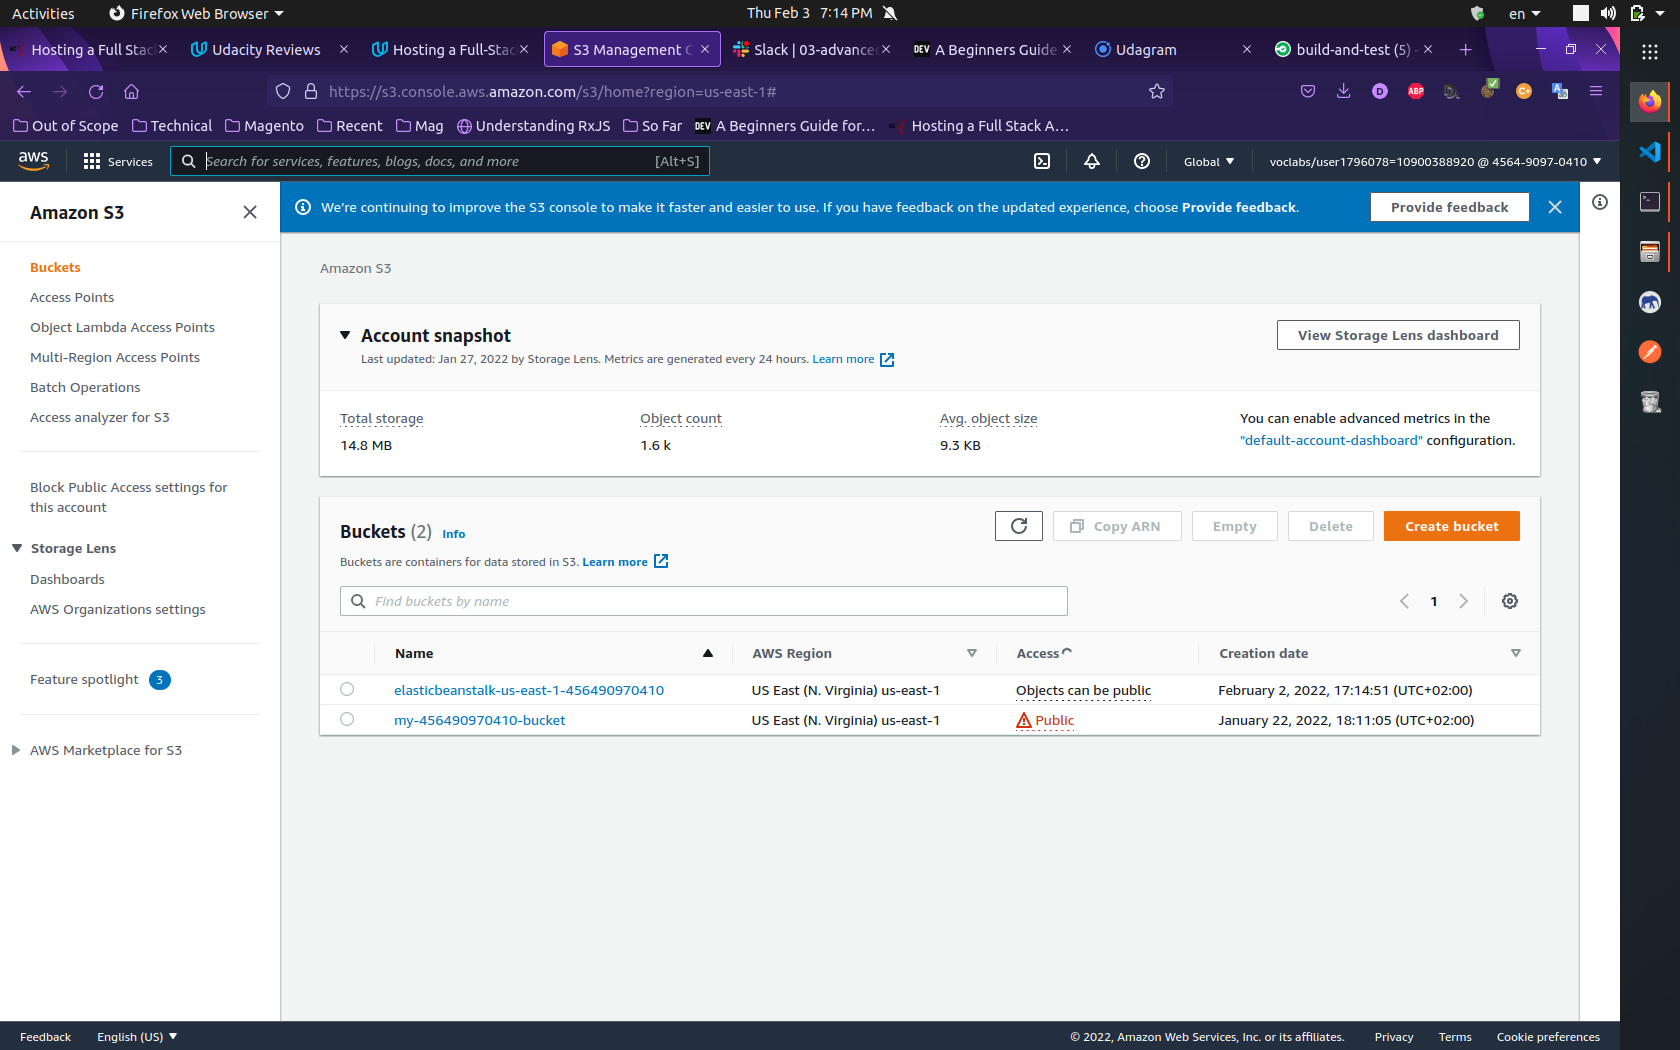 Activities
Firefox Web Browser
Thu Feb 3 7:14 PM
en
Hosting a Full Stac
Udacity Reviews
Hosting a Full-Stac
S3 Management C
Slack | 03-advance
DEV A Beginners Guide
Udagram
build-and-test (5) -
https://s3.console.aws.amazon.com/s3/home?region=us-east-1#
D
ABP
C+
Out of Scope
Technical
Magento
Recent
Mag
Understanding RxJS
So Far
DEV A Beginners Guide for...
Hosting a Full Stack A...
aws
Services
Search for services, features, blogs, docs, and more
[Alt+S]
Global
voclabs/user1796078=10900388920 @ 4564-9097-0410
Amazon S3
Buckets
Access Points
Object Lambda Access Points
Multi-Region Access Points
Batch Operations
Access analyzer for S3
Block Public Access settings for
this account
Storage Lens
Dashboards
AWS Organizations settings
Feature spotlight 3
AWS Marketplace for S3
We're continuing to improve the S3 console to make it faster and easier to use. If you have feedback on the updated experience, choose Provide feedback.
Provide feedback
Amazon S3
Account snapshot
Last updated: Jan 27, 2022 by Storage Lens. Metrics are generated every 24 hours. Learn more
View Storage Lens dashboard
Total storage
14.8 MB
Object count
1.6 k
Avg. object size
9.3 KB
You can enable advanced metrics in the
"default-account-dashboard" configuration.
Buckets (2) Info
Buckets are containers for data stored in S3. Learn more
Copy ARN
Empty
Delete
Create bucket
Find buckets by name
1
Name
AWS Region
Access
Creation date
elasticbeanstalk-us-east-1-456490970410
US East (N. Virginia) us-east-1
Objects can be public
February 2, 2022, 17:14:51 (UTC+02:00)
my-456490970410-bucket
US East (N. Virginia) us-east-1
Public
January 22, 2022, 18:11:05 (UTC+02:00)
Feedback
English (US)
© 2022, Amazon Web Services, Inc. or its affiliates.
Privacy
Terms
Cookie preferences